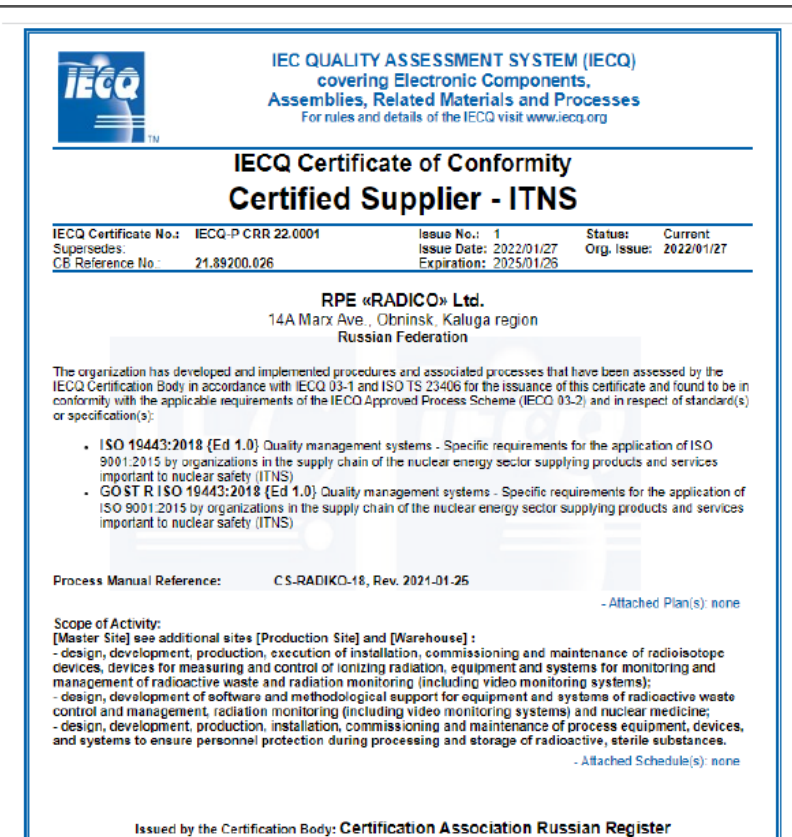 IECQ
TM
IEC QUALITY ASSESSMENT SYSTEM (IECQ)
covering Electronic Components,
Assemblies, Related Materials and Processes
For rules and details of the IECQ visit www.iecq.org
IECQ Certificate of Conformity
Certified Supplier - ITNS
IECQ Certificate No.: IECQ-P CRR 22.0001 Issue No.: 1 Status: Current
Supersedes: Issue Date: 2022/01/27 Org. Issue: 2022/01/27
CB Reference No.: 21.89200.026 Expiration: 2025/01/26
RPE «RADICO» Ltd.
14A Marx Ave., Obninsk, Kaluga region
Russian Federation
The organization has developed and implemented procedures and associated processes that have been assessed by the
IECQ Certification Body in accordance with IECQ 03-1 and ISO TS 23406 for the issuance of this certificate and found to be in
conformity with the applicable requirements of the IECQ Approved Process Scheme (IECQ 03-2) and in respect of standard(s)
or specification(s):
• ISO 19443:2018 {Ed 1.0} Quality management systems - Specific requirements for the application of ISO
9001:2015 by organizations in the supply chain of the nuclear energy sector supplying products and services
important to nuclear safety (ITNS)
• GOST R ISO 19443:2018 {Ed 1.0} Quality management systems - Specific requirements for the application of
ISO 9001:2015 by organizations in the supply chain of the nuclear energy sector supplying products and services
important to nuclear safety (ITNS)
Process Manual Reference: CS-RADIKO-18, Rev. 2021-01-25
- Attached Plan(s): none
Scope of Activity:
[Master Site] see additional sites [Production Site] and [Warehouse] :
- design, development, production, execution of installation, commissioning and maintenance of radioisotope
devices, devices for measuring and control of ionizing radiation, equipment and systems for monitoring and
management of radioactive waste and radiation monitoring (including video monitoring systems);
- design, development of software and methodological support for equipment and systems of radioactive waste
control and management, radiation monitoring (including video monitoring systems) and nuclear medicine;
- design, development, production, installation, commissioning and maintenance of process equipment, devices,
and systems to ensure personnel protection during processing and storage of radioactive, sterile substances.
- Attached Schedule(s): none
Issued by the Certification Body: Certification Association Russian Register